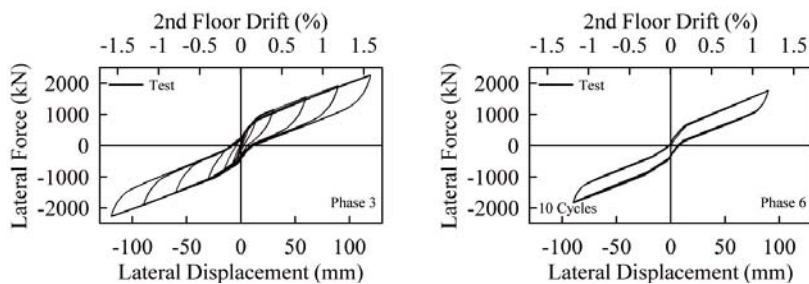 2nd Floor Drift (%)
-1.5 -1 -0.5 0 0.5 1 1.5
Lateral Force (kN)
2000
1000
0
-1000
-2000
Test
Phase 3
-100 -50 0 50 100
Lateral Displacement (mm)
2nd Floor Drift (%)
-1.5 -1 -0.5 0 0.5 1 1.5
Lateral Force (kN)
2000
1000
0
-1000
-2000
Test
10 Cycles
Phase 6
-100 -50 0 50 100
Lateral Displacement (mm)